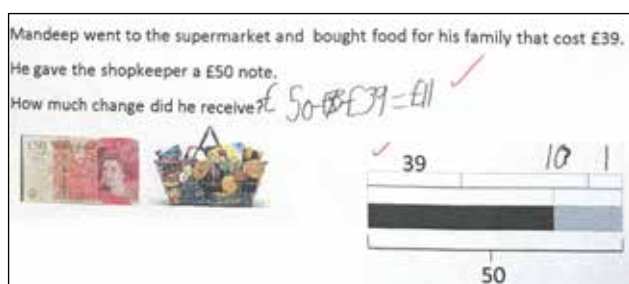 Mandeep went to the supermarket and bought food for his family that cost £39.
He gave the shopkeeper a £50 note.
How much change did he receive? £ 50-£39=£11
£50
39 10 1
50